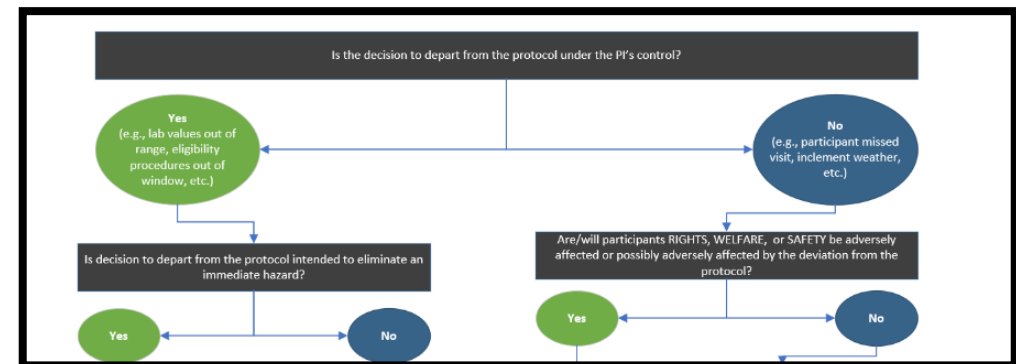 Is the decision to depart from the protocol under the PI's control?
Yes
(e.g., lab values out of
range, eligibility
procedures out of
window, etc.)
No
(e.g., participant missed
visit, inclement weather,
etc.)
Is decision to depart from the protocol intended to eliminate an
immediate hazard?
Are/will participants RIGHTS, WELFARE, or SAFETY be adversely
affected or possibly adversely affected by the deviation from the
protocol?
Yes
No
Yes
No